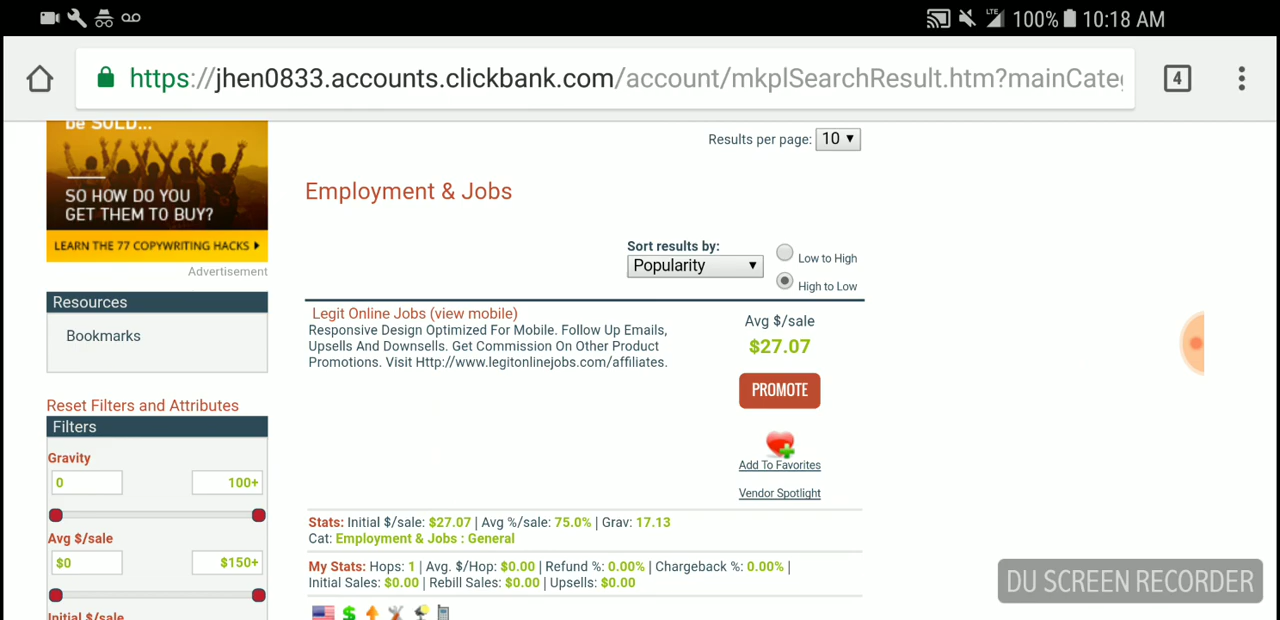 LTE 100% 10:18 AM
https://jhen0833.accounts.clickbank.com/account/mkplSearchResult.htm?mainCate
4
be SOLD...
SO HOW DO YOU
GET THEM TO BUY?
LEARN THE 77 COPYWRITING HACKS
Advertisement
Resources
Bookmarks
Reset Filters and Attributes
Filters
Gravity
0 100+
Avg $/sale
$0 $150+
Initial $/sale
Results per page: 10
Employment & Jobs
Sort results by:
Popularity
Low to High
High to Low
Legit Online Jobs (view mobile)
Responsive Design Optimized For Mobile. Follow Up Emails,
Upsells And Downsells. Get Commission On Other Product
Promotions. Visit Http://www.legitonlinejobs.com/affiliates.
Avg $/sale
$27.07
PROMOTE
Add To Favorites
Vendor Spotlight
Stats: Initial $/sale: $27.07 | Avg %/sale: 75.0% | Grav: 17.13
Cat: Employment & Jobs : General
My Stats: Hops: 1 | Avg. $/Hop: $0.00 | Refund %: 0.00% | Chargeback %: 0.00% |
Initial Sales: $0.00 | Rebill Sales: $0.00 | Upsells: $0.00
DU SCREEN RECORDER